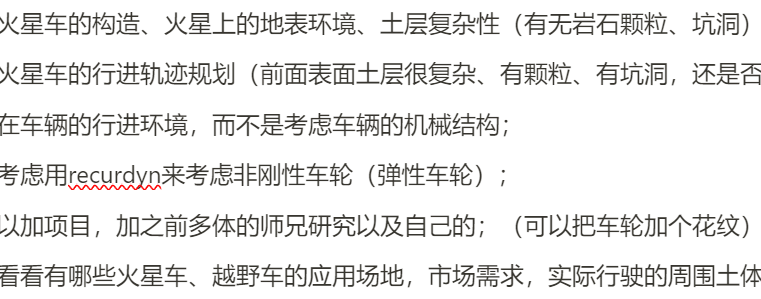 火星车的构造、火星上的地表环境、土层复杂性（有无岩石颗粒、坑洞）
火星车的行进轨迹规划（前面表面土层很复杂、有颗粒、有坑洞，还是否
在车辆的行进环境，而不是考虑车辆的机械结构；
考虑用recurdyn来考虑非刚性车轮（弹性车轮）；
以加项目，加之前多体的师兄研究以及自己的；（可以把车轮加个花纹）
看看有哪些火星车、越野车的应用场地，市场需求，实际行驶的周围土体